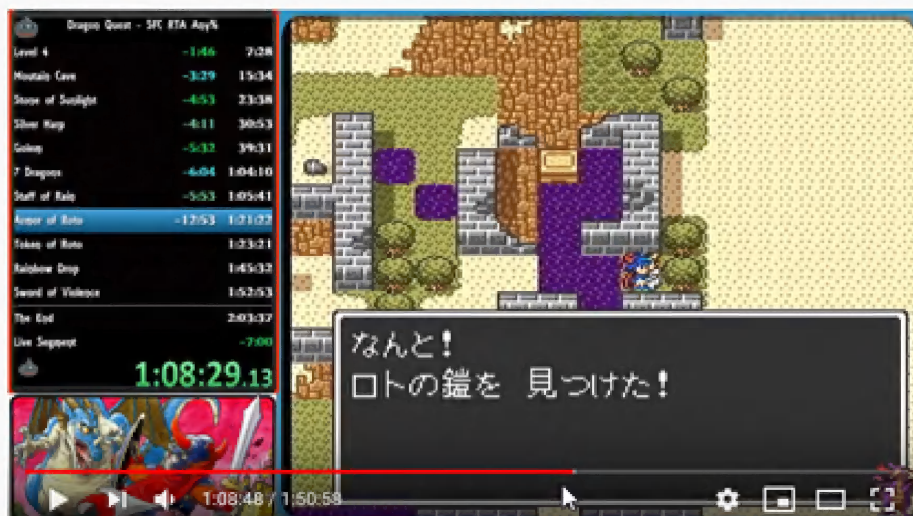 Dragon Quest - SFC RTA Any%
Level 4 -1:46 7:28
Moutain Cave -3:29 15:34
Stone of Sunlight -4:53 23:38
Silver Harp -4:11 30:53
Golem -5:32 39:31
7 Dragons -6:04 1:04:10
Staff of Rain -5:53 1:05:41
Armor of Roto -12:53 1:21:22
Token of Roto 1:23:21
Rainbow Drop 1:45:32
Sword of Violence 1:52:53
The End 2:03:37
Live Segment -7:00
1:08:29.13
なんと!
ロトの鎧を 見つけた!
1:08:48 / 1:50:58